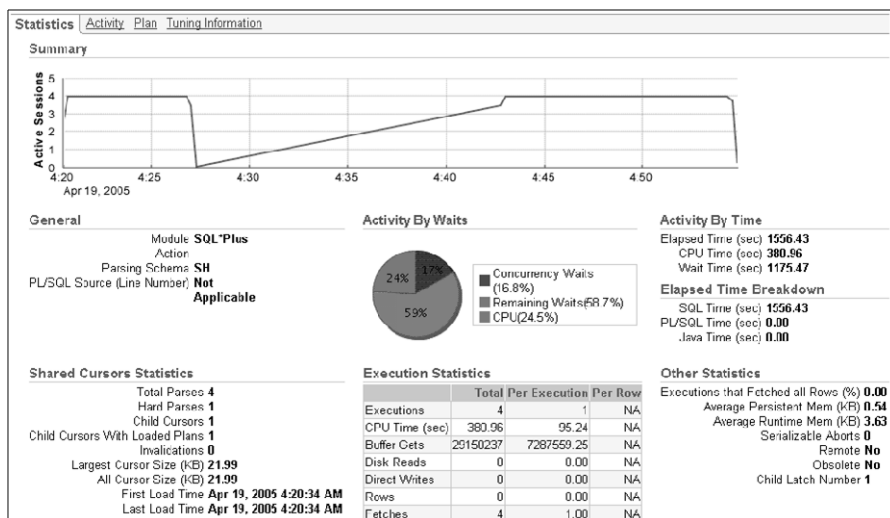 Statistics Activity Plan Tuning Information
Summary
Active Sessions
5
4
3
2
1
0
4:20 4:25 4:30 4:35 4:40 4:45 4:50
Apr 19, 2005
General
Module SQL*Plus
Action
Parsing Schema SH
PL/SQL Source (Line Number) Not
Applicable
Activity By Waits
17%
24%
59%
Concurrency Waits
(16.8%)
Remaining Waits(58.7%)
CPU(24.5%)
Activity By Time
Elapsed Time (sec) 1556.43
CPU Time (sec) 380.96
Wait Time (sec) 1175.47
Elapsed Time Breakdown
SQL Time (sec) 1556.43
PL/SQL Time (sec) 0.00
Java Time (sec) 0.00
Shared Cursors Statistics
Total Parses 4
Hard Parses 1
Child Cursors 1
Child Cursors With Loaded Plans 1
Invalications 0
Largest Cursor Size (KB) 21.99
All Cursor Size (KB) 21.99
First Load Time Apr 19, 2005 4:20:34 AM
Last Load Time Apr 19, 2005 4:20:34 AM
Execution Statistics
Total Per Execution Per Row
Executions 4 1 NA
CPU Time (sec) 380.96 95.24 NA
Buffer Gets 29150237 7287559.25 NA
Disk Reads 0 0.00 NA
Direct Writes 0 0.00 NA
Rows 0 0.00 NA
Fetches 4 1.00 NA
Other Statistics
Executions that Fetched all Rows (%) 0.00
Average Persistent Mem (KB) 0.54
Average Runtime Mem (KB) 3.63
Serializable Aborts 0
Remote No
Obsolete No
Child Latch Number 1